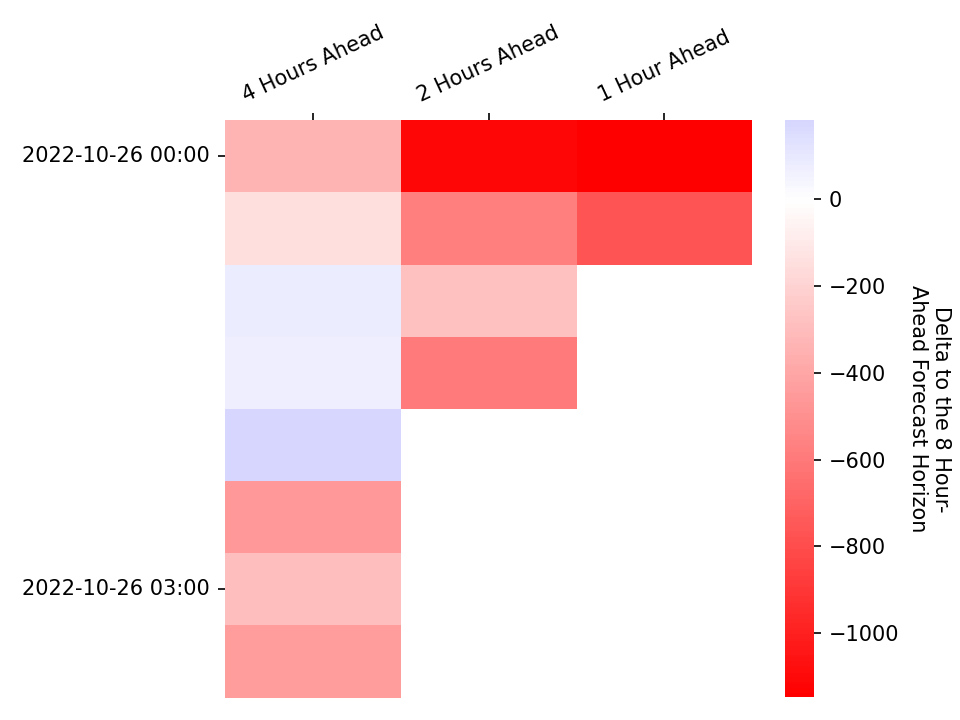 4 Hours Ahead
2 Hours Ahead
1 Hour Ahead
2022-10-26 00:00
2022-10-26 03:00
0
−200
−400
−600
−800
−1000
Delta to the 8 Hour-
Ahead Forecast Horizon